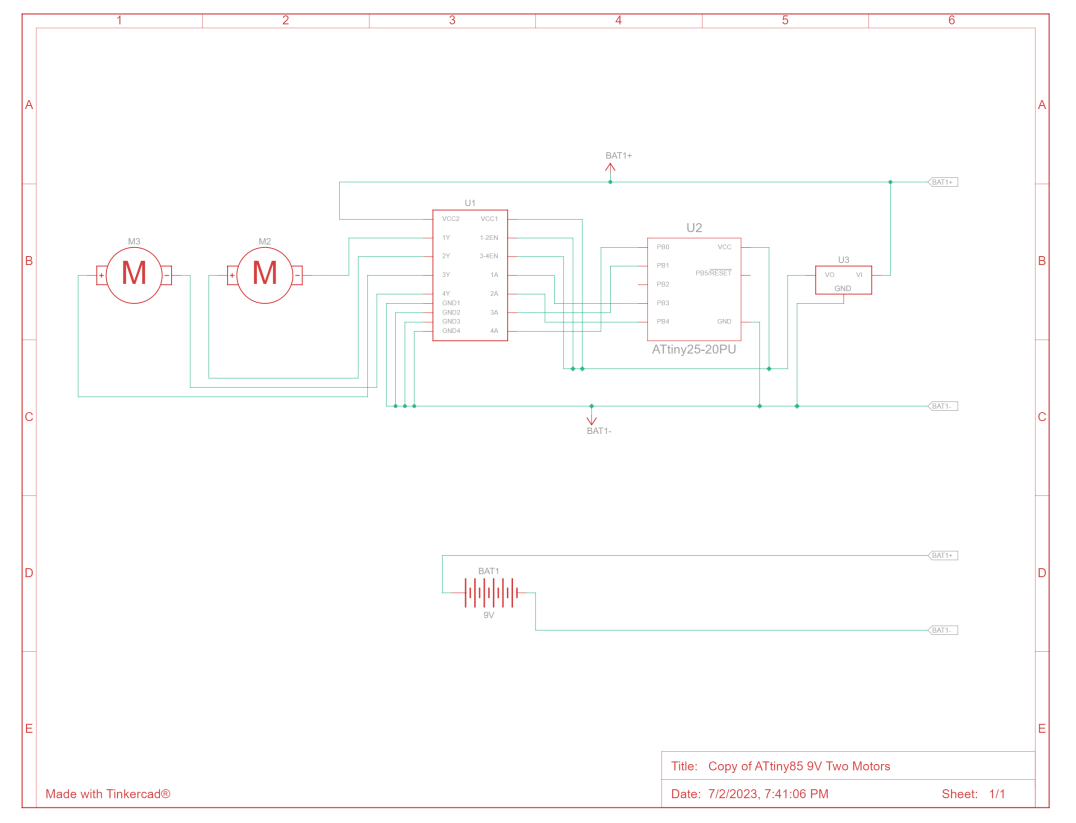 1 2 3 4 5 6
A A
BAT1+
BAT1+
U1
VCC2 VCC1
1Y 1-2EN
2Y 3-4EN
3Y 1A
4Y 2A
GND1
GND2 3A
GND3
GND4 4A
U2
PB0 VCC
PB1
PB5/RESET
PB2
PB3
PB4 GND
ATtiny25-20PU
M3
+ M -
M2
+ M -
U3
VO VI
GND
B B
BAT1-
BAT1-
C C
BAT1+
BAT1
9V
BAT1-
D D
E E
Title: Copy of ATtiny85 9V Two Motors
Made with Tinkercad®
Date: 7/2/2023, 7:41:06 PM
Sheet: 1/1